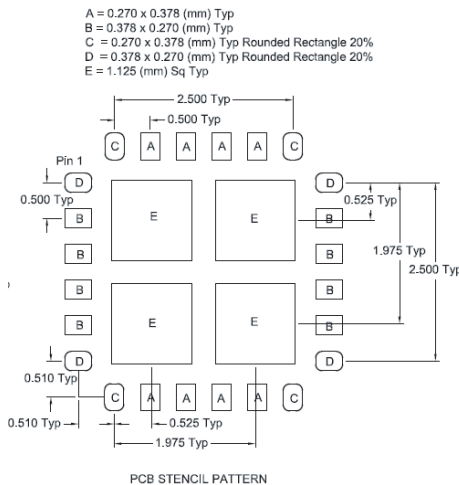 A = 0.270 x 0.378 (mm) Typ
B = 0.378 x 0.270 (mm) Typ
C = 0.270 x 0.378 (mm) Typ Rounded Rectangle 20%
D = 0.378 x 0.270 (mm) Typ Rounded Rectangle 20%
E = 1.125 (mm) Sq Typ
2.500 Typ
0.500 Typ
C A A A A C
Pin 1
D D
0.500 Typ 0.525 Typ
B E E B
B B 1.975 Typ
2.500 Typ
B B
B E E B
D D
0.510 Typ
C A A A A C
0.510 Typ 0.525 Typ
1.975 Typ
PCB STENCIL PATTERN